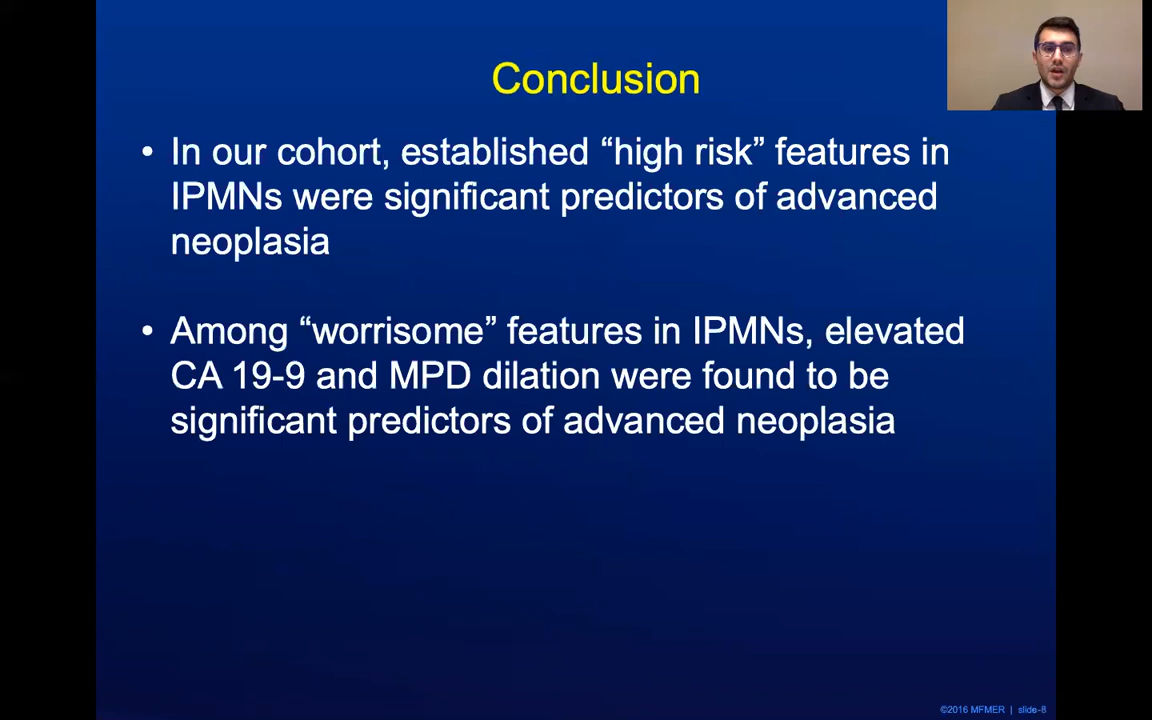 Conclusion
• In our cohort, established “high risk” features in
IPMNs were significant predictors of advanced
neoplasia
• Among “worrisome” features in IPMNs, elevated
CA 19-9 and MPD dilation were found to be
significant predictors of advanced neoplasia
©2016 MFMER | slide-8